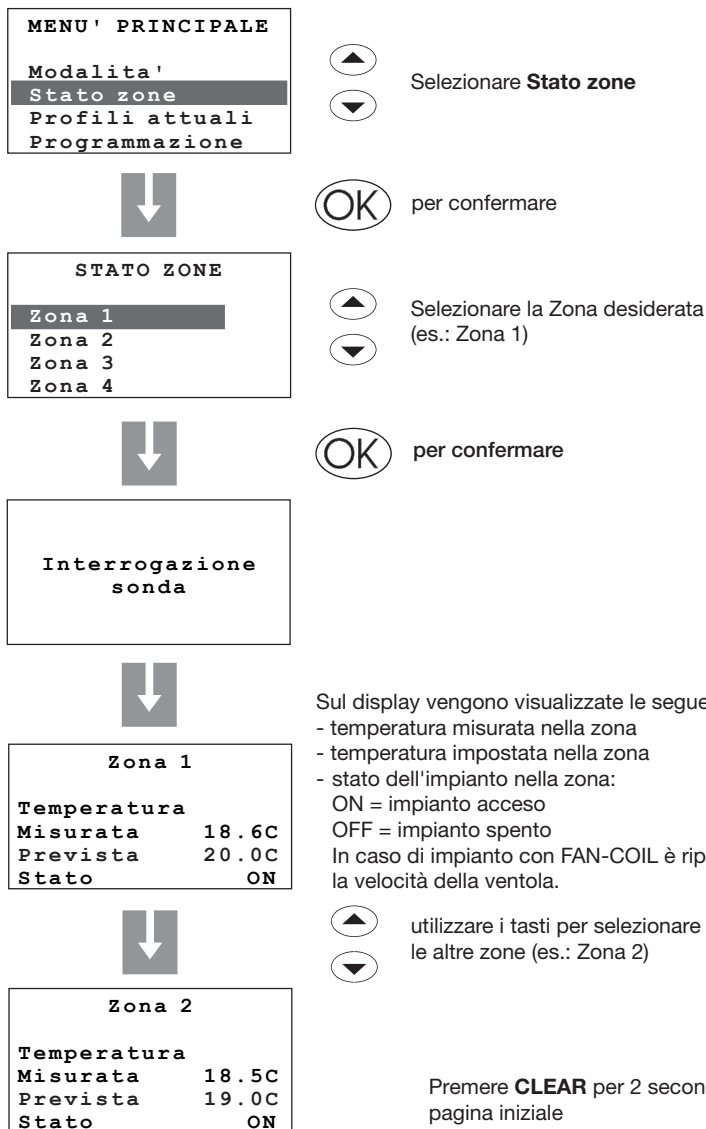 MENU' PRINCIPALE
Modalita'
Stato zone
Profili attuali
Programmazione
Selezionare Stato zone
OK
per confermare
STATO ZONE
Zona 1
Zona 2
Zona 3
Zona 4
Selezionare la Zona desiderata
(es.: Zona 1)
OK
per confermare
Interrogazione
sonda
Sul display vengono visualizzate le
- temperatura misurata nella zona
- temperatura impostata nella zona
- stato dell'impianto nella zona:
ON = impianto acceso
OFF = impianto spento
In caso di impianto con FAN-COIL è
la velocità della ventola.
Zona 1
Temperatura
Misurata 18.6C
Prevista 20.0C
Stato ON
utilizzare i tasti per selezionare
le altre zone (es.: Zona 2)
Zona 2
Temperatura
Misurata 18.5C
Prevista 19.0C
Stato ON
Premere CLEAR per 2
pagina iniziale